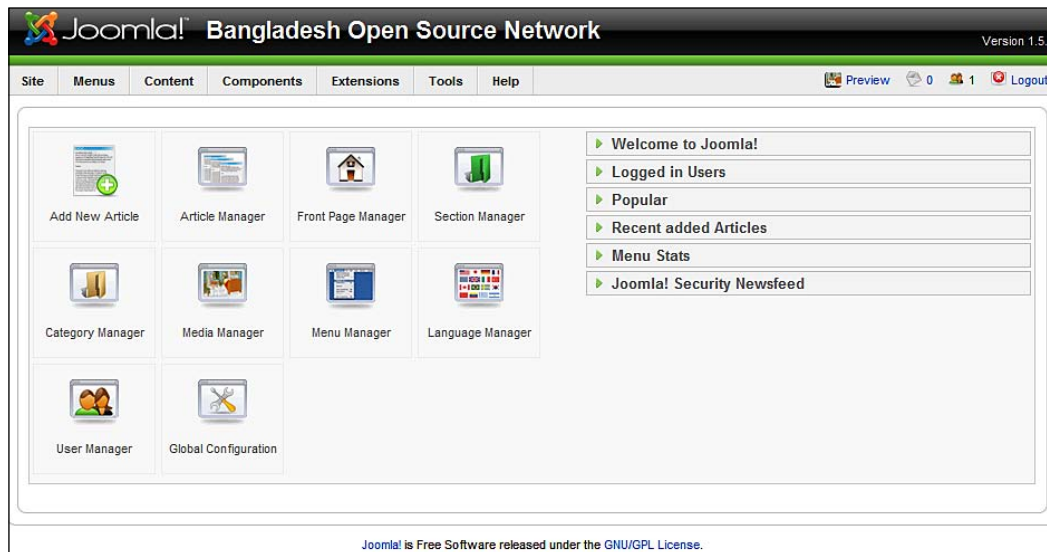 Joomla!™ Bangladesh Open Source Network
Version 1.5.
Site Menus Content Components Extensions Tools Help Preview 0 1 Logout
Add New Article Article Manager Front Page Manager Section Manager
Category Manager Media Manager Menu Manager Language Manager
User Manager Global Configuration
Welcome to Joomla!
Logged in Users
Popular
Recent added Articles
Menu Stats
Joomla! Security Newsfeed
Joomla! is Free Software released under the GNU/GPL License.